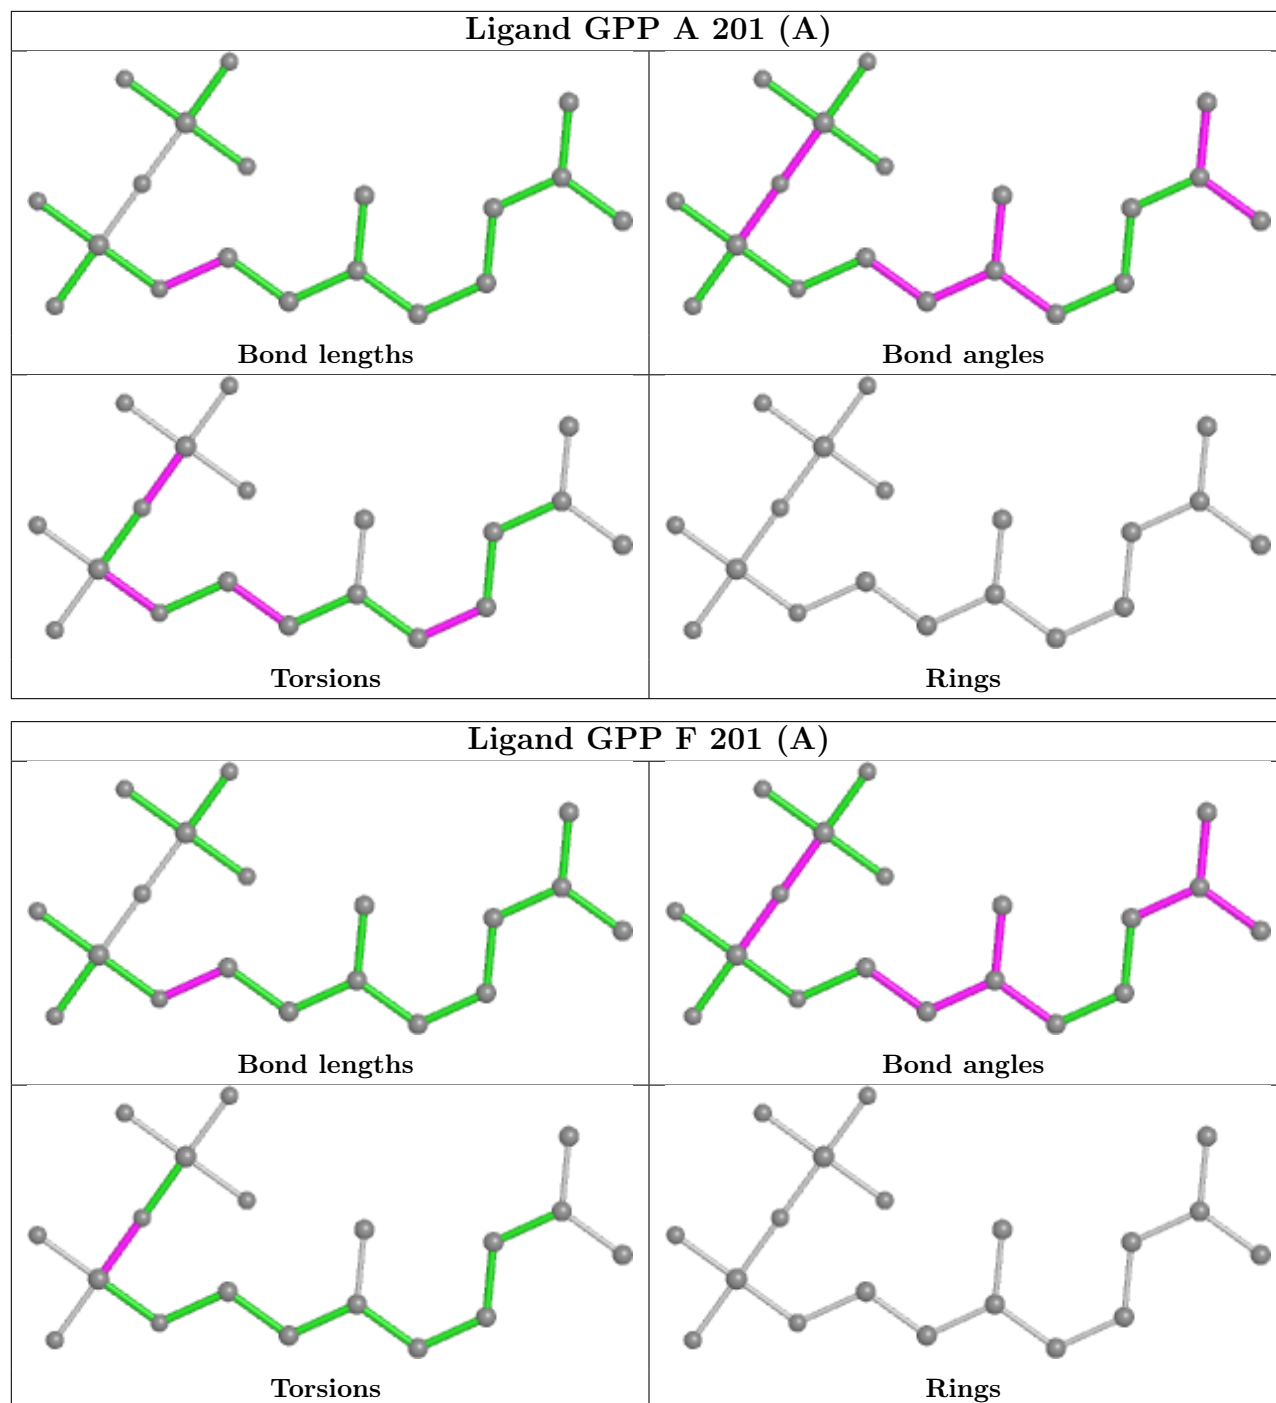 Ligand GPP A 201 (A)
Bond lengths
Bond angles
Torsions
Rings
Ligand GPP F 201 (A)
Bond lengths
Bond angles
Torsions
Rings